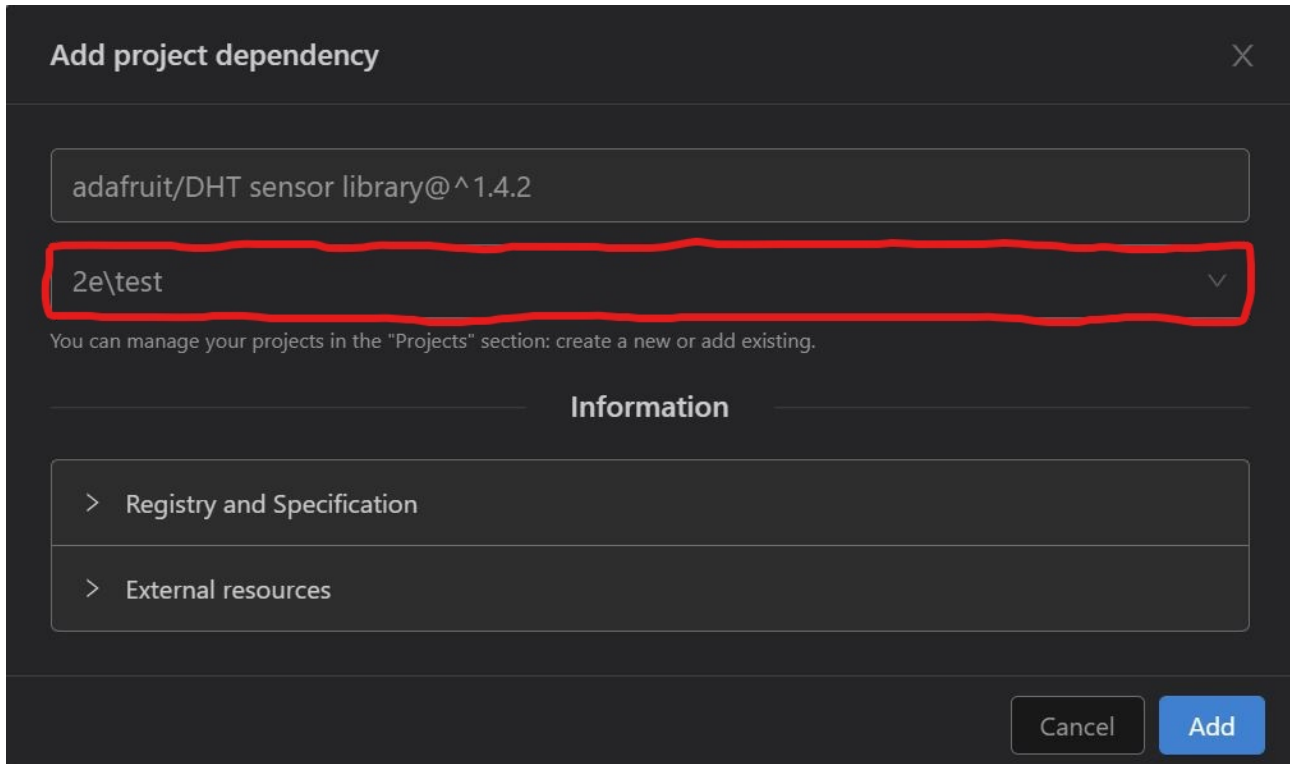 Add project dependency
adafruit/DHT sensor library@^1.4.2
2e\test
You can manage your projects in the "Projects" section: create a new or add existing.
Information
Registry and Specification
External resources
Cancel
Add